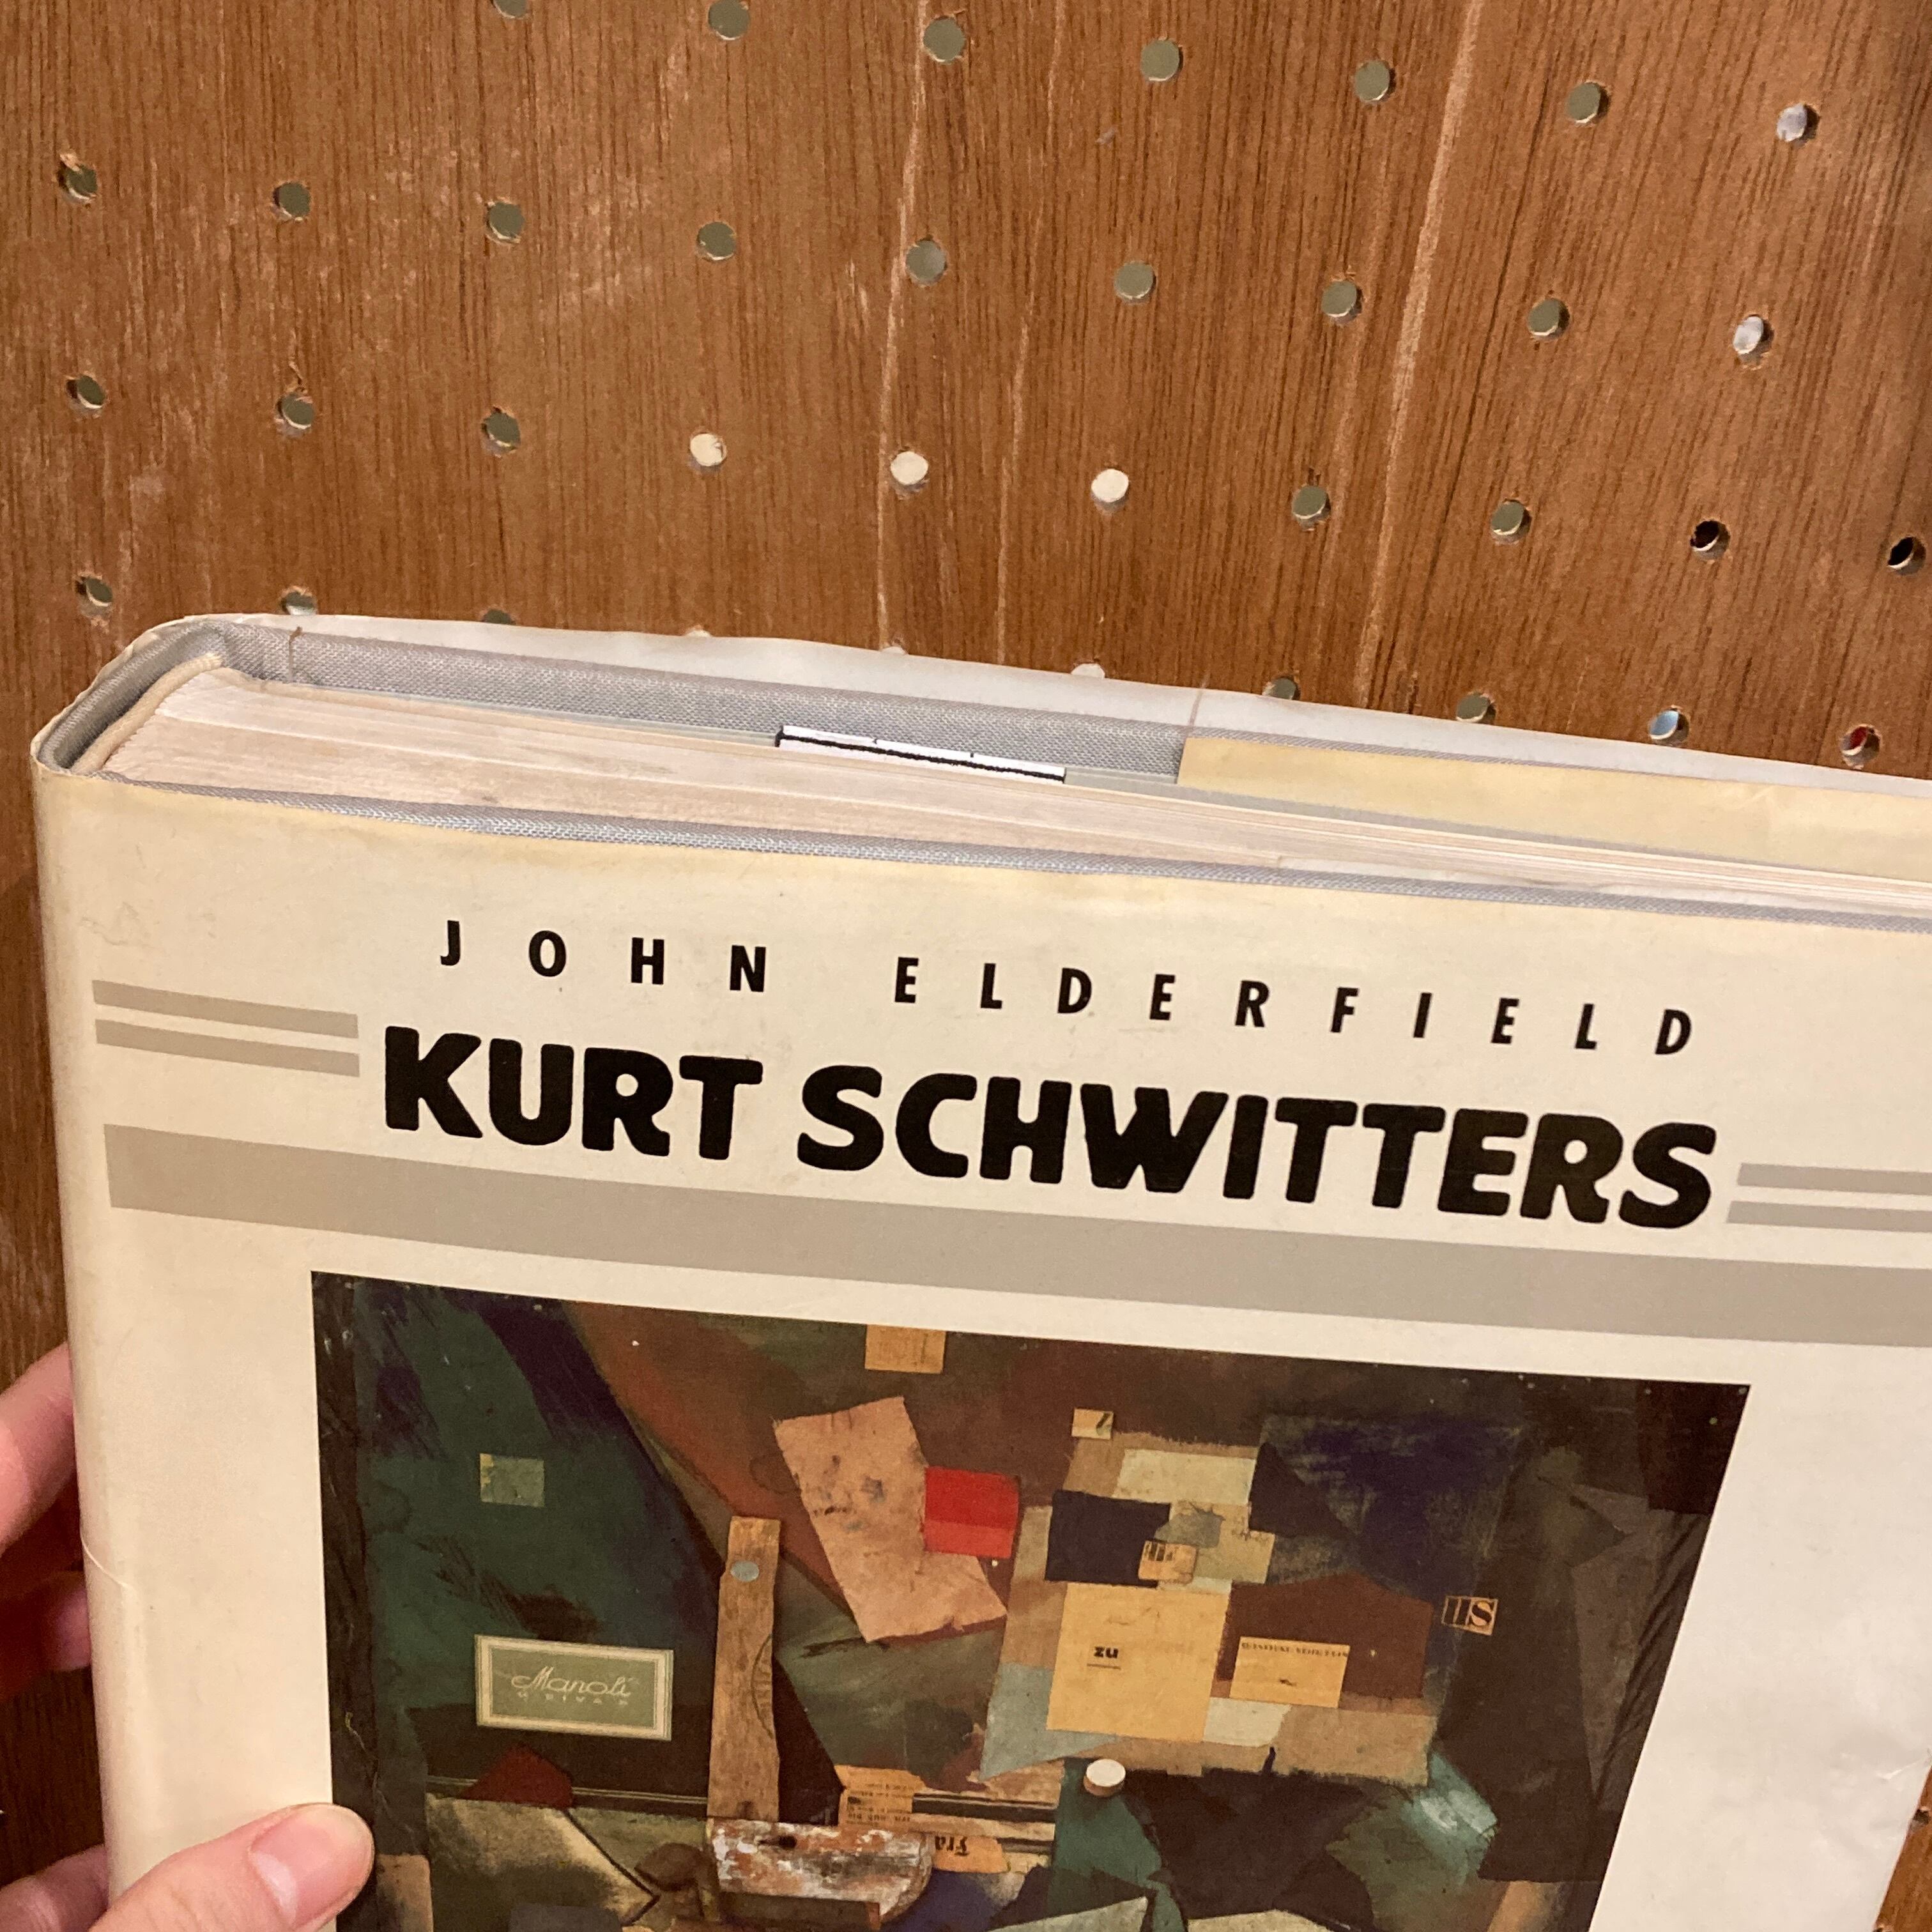 JOHN ELDERFIELD
KURT SCHWITTERS
Manoli
zu
Fra